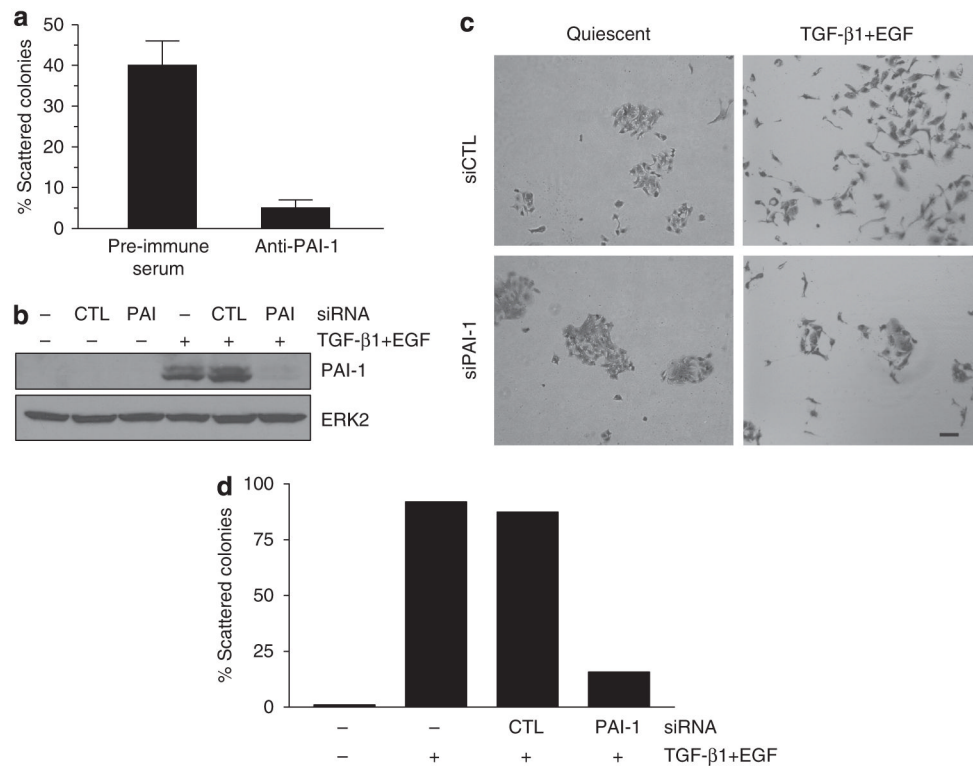 a
50
40
30
20
10
0
% Scattered colonies
Pre-immune
serum
Anti-PAI-1
b
– CTL PAI – CTL PAI siRNA
– – – + + + TGF-β1+EGF
PAI-1
ERK2
c
Quiescent TGF-β1+EGF
siCTL
siPAI-1
d
100
75
50
25
0
% Scattered colonies
– – CTL PAI-1 siRNA
– + + + TGF-β1+EGF